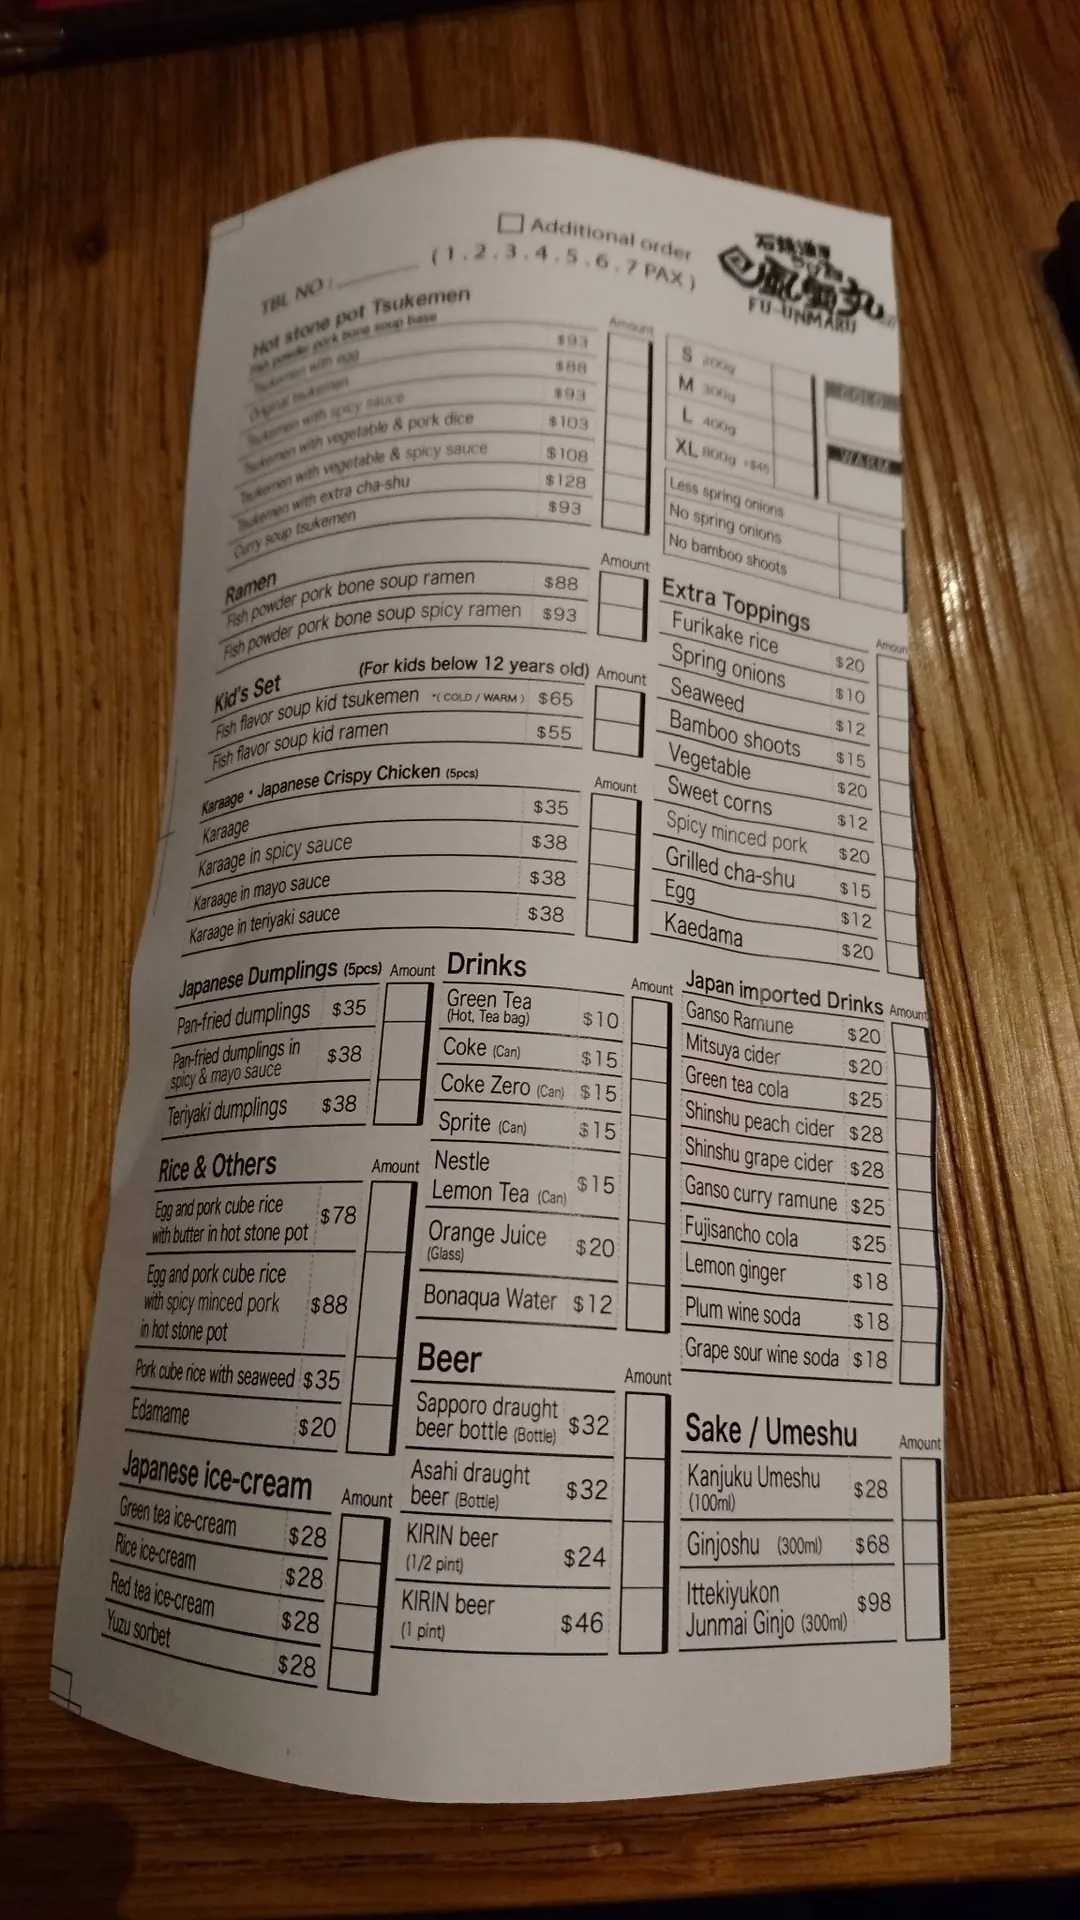 Additional order
( 1 . 2 . 3 . 4 . 5 . 6 . 7 PAX )
TBL NO :
FU-UNMARU
Hot stone pot Tsukemen
Fish powder pork bone soup base
Amount
Tsukemen with egg $93
Original tsukemen $88
Tsukemen with spicy sauce $93
Tsukemen with vegetable & pork dice $103
Tsukemen with vegetable & spicy sauce $108
Tsukemen with extra cha-shu $128
Curry soup tsukemen $93
S 200g
M 300g
L 400g
XL 800g +$45
COLD
WARM
Less spring onions
No spring onions
No bamboo shoots
Ramen Amount
Fish powder pork bone soup ramen $88
Fish powder pork bone soup spicy ramen $93
Kid's Set (For kids below 12 years old) Amount
Fish flavor soup kid tsukemen *( COLD / WARM ) $65
Fish flavor soup kid ramen $55
Karaage・Japanese Crispy Chicken (5pcs) Amount
Karaage $35
Karaage in spicy sauce $38
Karaage in mayo sauce $38
Karaage in teriyaki sauce $38
Extra Toppings Amount
Furikake rice $20
Spring onions $10
Seaweed $12
Bamboo shoots $15
Vegetable $20
Sweet corns $12
Spicy minced pork $20
Grilled cha-shu $15
Egg $12
Kaedama $20
Japanese Dumplings (5pcs) Amount
Pan-fried dumplings $35
Pan-fried dumplings in
spicy & mayo sauce $38
Teriyaki dumplings $38
Rice & Others Amount
Egg and pork cube rice
with butter in hot stone pot $78
Egg and pork cube rice
with spicy minced pork $88
in hot stone pot
Pork cube rice with seaweed $35
Edamame $20
Japanese ice-cream Amount
Green tea ice-cream $28
Rice ice-cream $28
Red tea ice-cream $28
Yuzu sorbet $28
Drinks Amount
Green Tea
(Hot, Tea bag) $10
Coke (Can) $15
Coke Zero (Can) $15
Sprite (Can) $15
Nestle
Lemon Tea (Can) $15
Orange Juice
(Glass) $20
Bonaqua Water $12
Beer Amount
Sapporo draught
beer bottle (Bottle) $32
Asahi draught
beer (Bottle) $32
KIRIN beer
(1/2 pint) $24
KIRIN beer
(1 pint) $46
Japan imported Drinks Amount
Ganso Ramune $20
Mitsuya cider $20
Green tea cola $25
Shinshu peach cider $28
Shinshu grape cider $28
Ganso curry ramune $25
Fujisancho cola $25
Lemon ginger $18
Plum wine soda $18
Grape sour wine soda $18
Sake / Umeshu Amount
Kanjuku Umeshu
(100ml) $28
Ginjoshu (300ml) $68
Ittekiyukon
Junmai Ginjo (300ml) $98